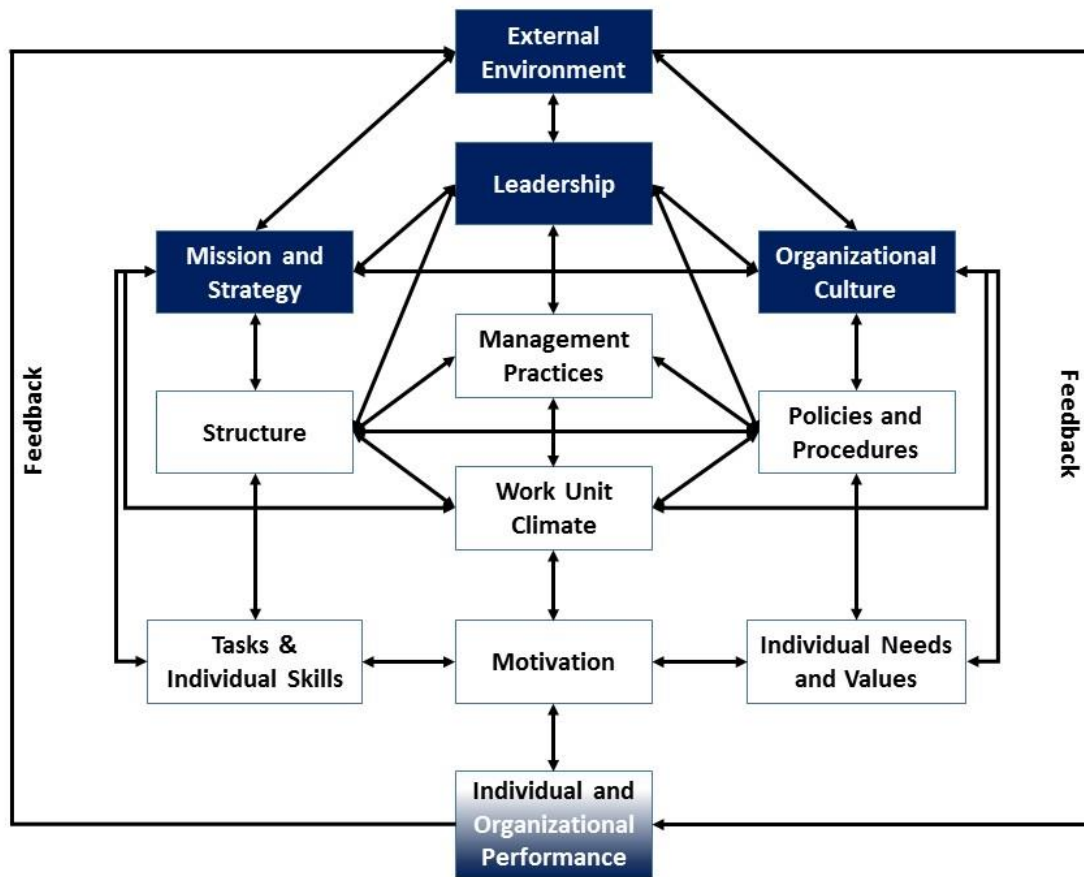 External
Environment
Leadership
Mission and
Strategy
Organizational
Culture
Management
Practices
Feedback
Feedback
Structure
Policies and
Procedures
Work Unit
Climate
Tasks &
Individual Skills
Motivation
Individual Needs
and Values
Individual and
Organizational
Performance